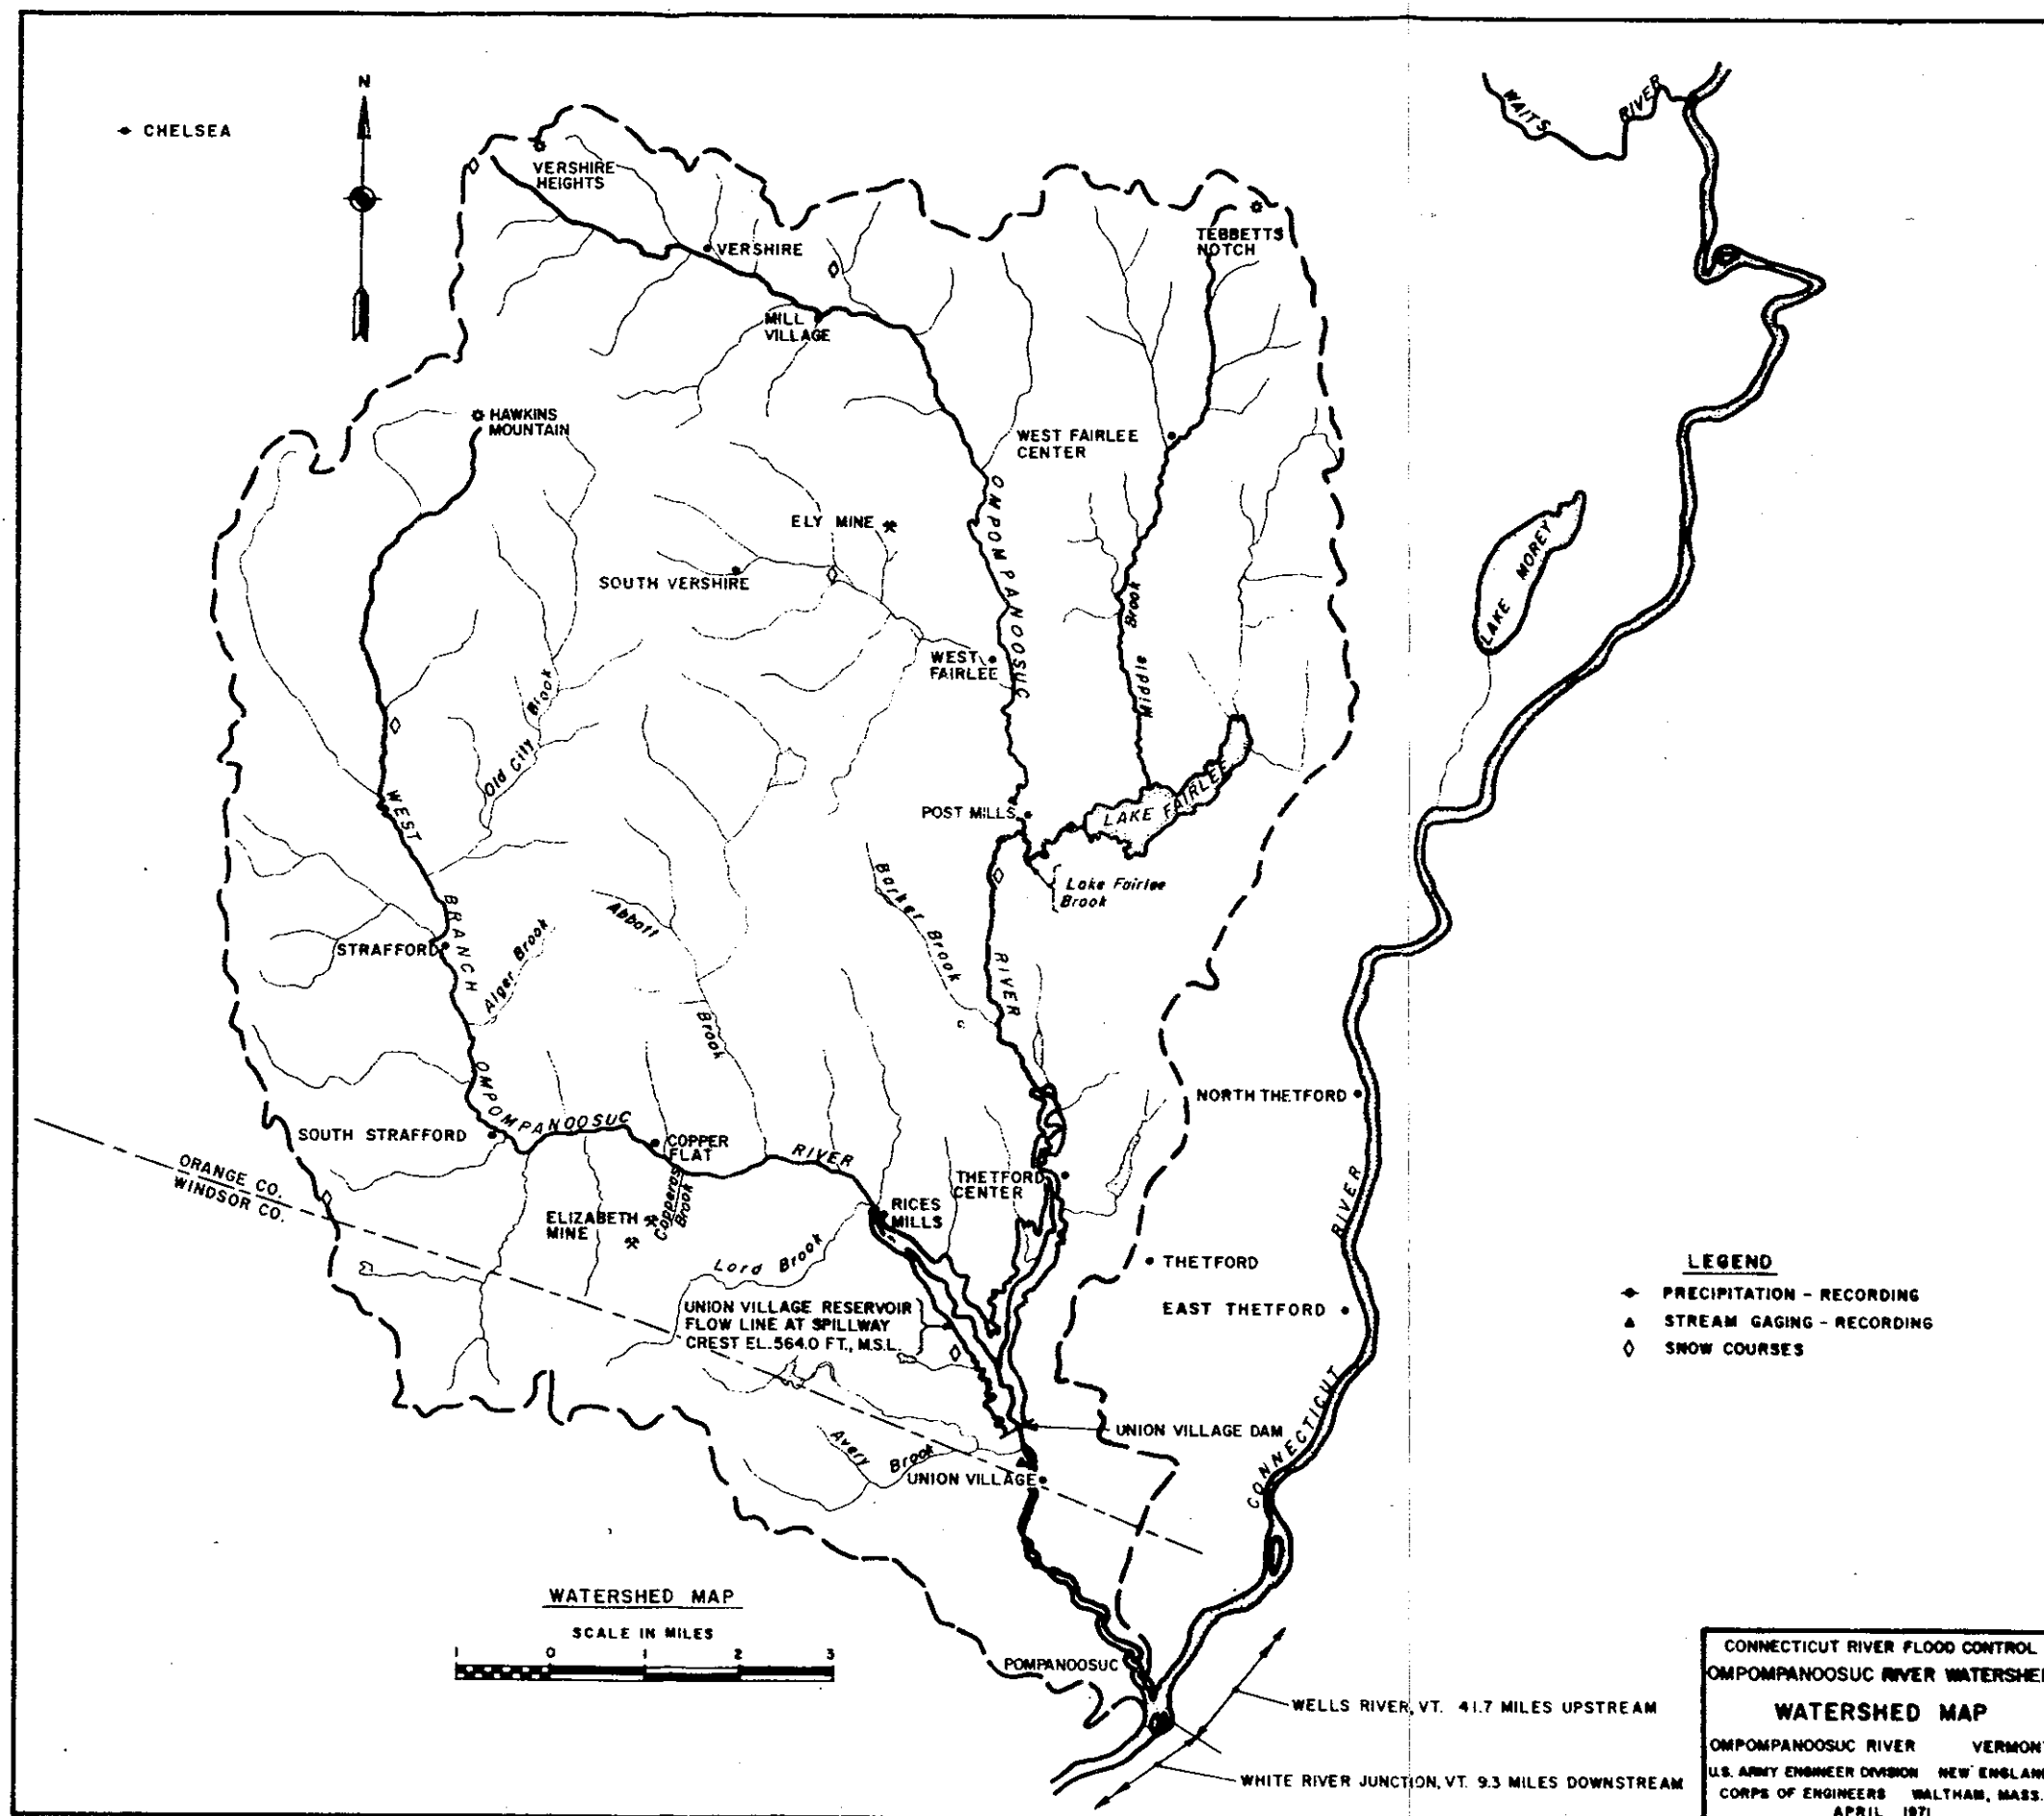 N
CHELSEA
WAITS RIVER
VERSHIRE
HEIGHTS
TEBBETTS
NOTCH
VERSHIRE
MILL
VILLAGE
HAWKINS
MOUNTAIN
WEST FAIRLEE
CENTER
ELY MINE
SOUTH VERSHIRE
OMPOMPANOOSUC
LAKE MOREY
Middle Brook
WEST
FAIRLEE
Old City Brook
WEST
LAKE FAIRLEE
POST MILLS
Lake Fairlee
Brook
Barker Brook
BRANCH
Abbott
Alger Brook
STRAFFORD
RIVER
Brook
OMPOMPANOOSUC
NORTH THETFORD
SOUTH STRAFFORD
COPPER
FLAT
RIVER
ORANGE CO.
WINDSOR CO.
THETFORD
CENTER
Copperas
Brook
RICES
MILLS
ELIZABETH
MINE
RIVER
Lord Brook
THETFORD
LEGEND
PRECIPITATION - RECORDING
STREAM GAGING - RECORDING
SNOW COURSES
EAST THETFORD
UNION VILLAGE RESERVOIR
FLOW LINE AT SPILLWAY
CREST EL. 564.0 FT., M.S.L.
CONNECTICUT
UNION VILLAGE DAM
Avery Brook
UNION VILLAGE
WATERSHED MAP
SCALE IN MILES
1 0 1 2 3
POMPANOOSUC
WELLS RIVER, VT. 41.7 MILES UPSTREAM
WHITE RIVER JUNCTION, VT. 9.3 MILES DOWNSTREAM
CONNECTICUT RIVER FLOOD CONTROL
OMPOMPANOOSUC RIVER WATERSHED
WATERSHED MAP
OMPOMPANOOSUC RIVER VERMONT
U.S. ARMY ENGINEER DIVISION NEW ENGLAND
CORPS OF ENGINEERS WALTHAM, MASS
APRIL 1971